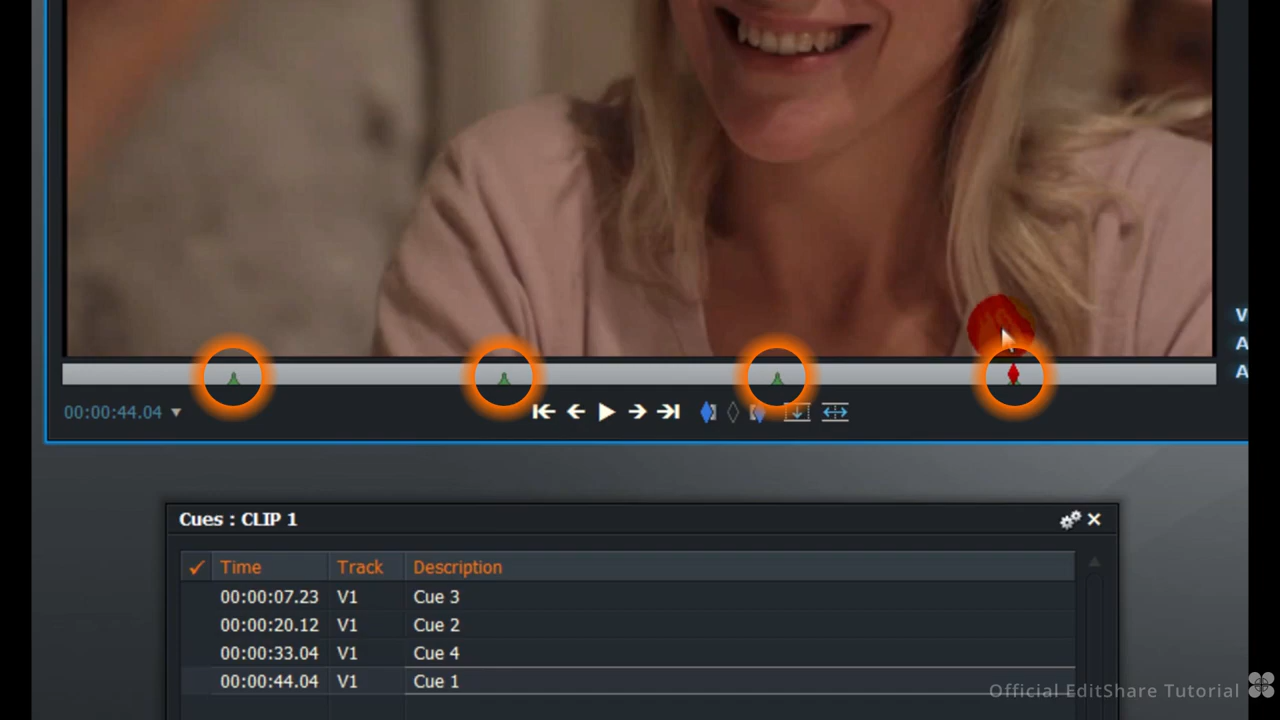 V
A
00:00:44.04
A
Cues : CLIP 1
Time Track Description
00:00:07.23 V1 Cue 3
00:00:20.12 V1 Cue 2
00:00:33.04 V1 Cue 4
00:00:44.04 V1 Cue 1
Official EditShare Tutorial